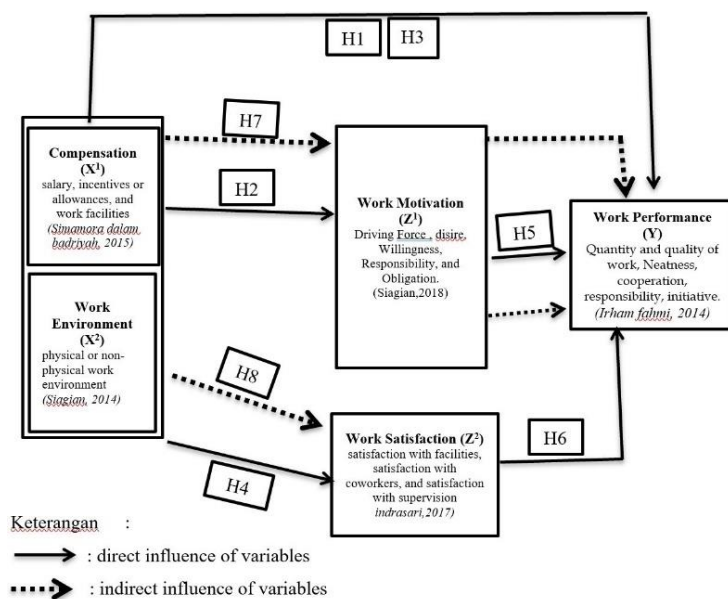 H1
H3
H7
H2
Compensation
(X¹)
salary, incentives or
allowances, and
work facilities
(Simamora dalam
badriyah, 2015)
Work
Environment
(X²)
physical or non-
physical work
environment
(Siagian, 2014)
Work Motivation
(Z¹)
Driving Force , disire,
Willingness,
Responsibility, and
Obligation.
(Siagian,2018)
H5
Work Performance
(Y)
Quantity and quality of
work, Neatness,
cooperation,
responsibility, initiative.
(Irham fahmi, 2014)
H8
H4
Work Satisfaction (Z²)
satisfaction with facilities,
satisfaction with
coworkers, and satisfaction
with supervision
indrasari,2017)
H6
Keterangan :
: direct influence of variables
: indirect influence of variables